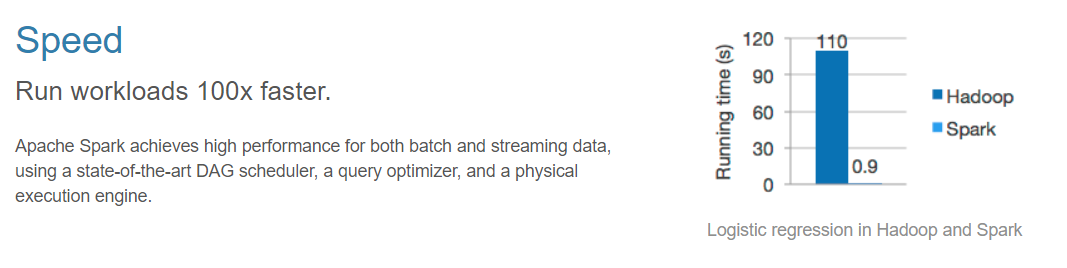 Speed
Run workloads 100x faster.
Apache Spark achieves high performance for both batch and streaming data,
using a state-of-the-art DAG scheduler, a query optimizer, and a physical
execution engine.
Running time (s)
120
90
60
30
0
110
0.9
Hadoop
Spark
Logistic regression in Hadoop and Spark